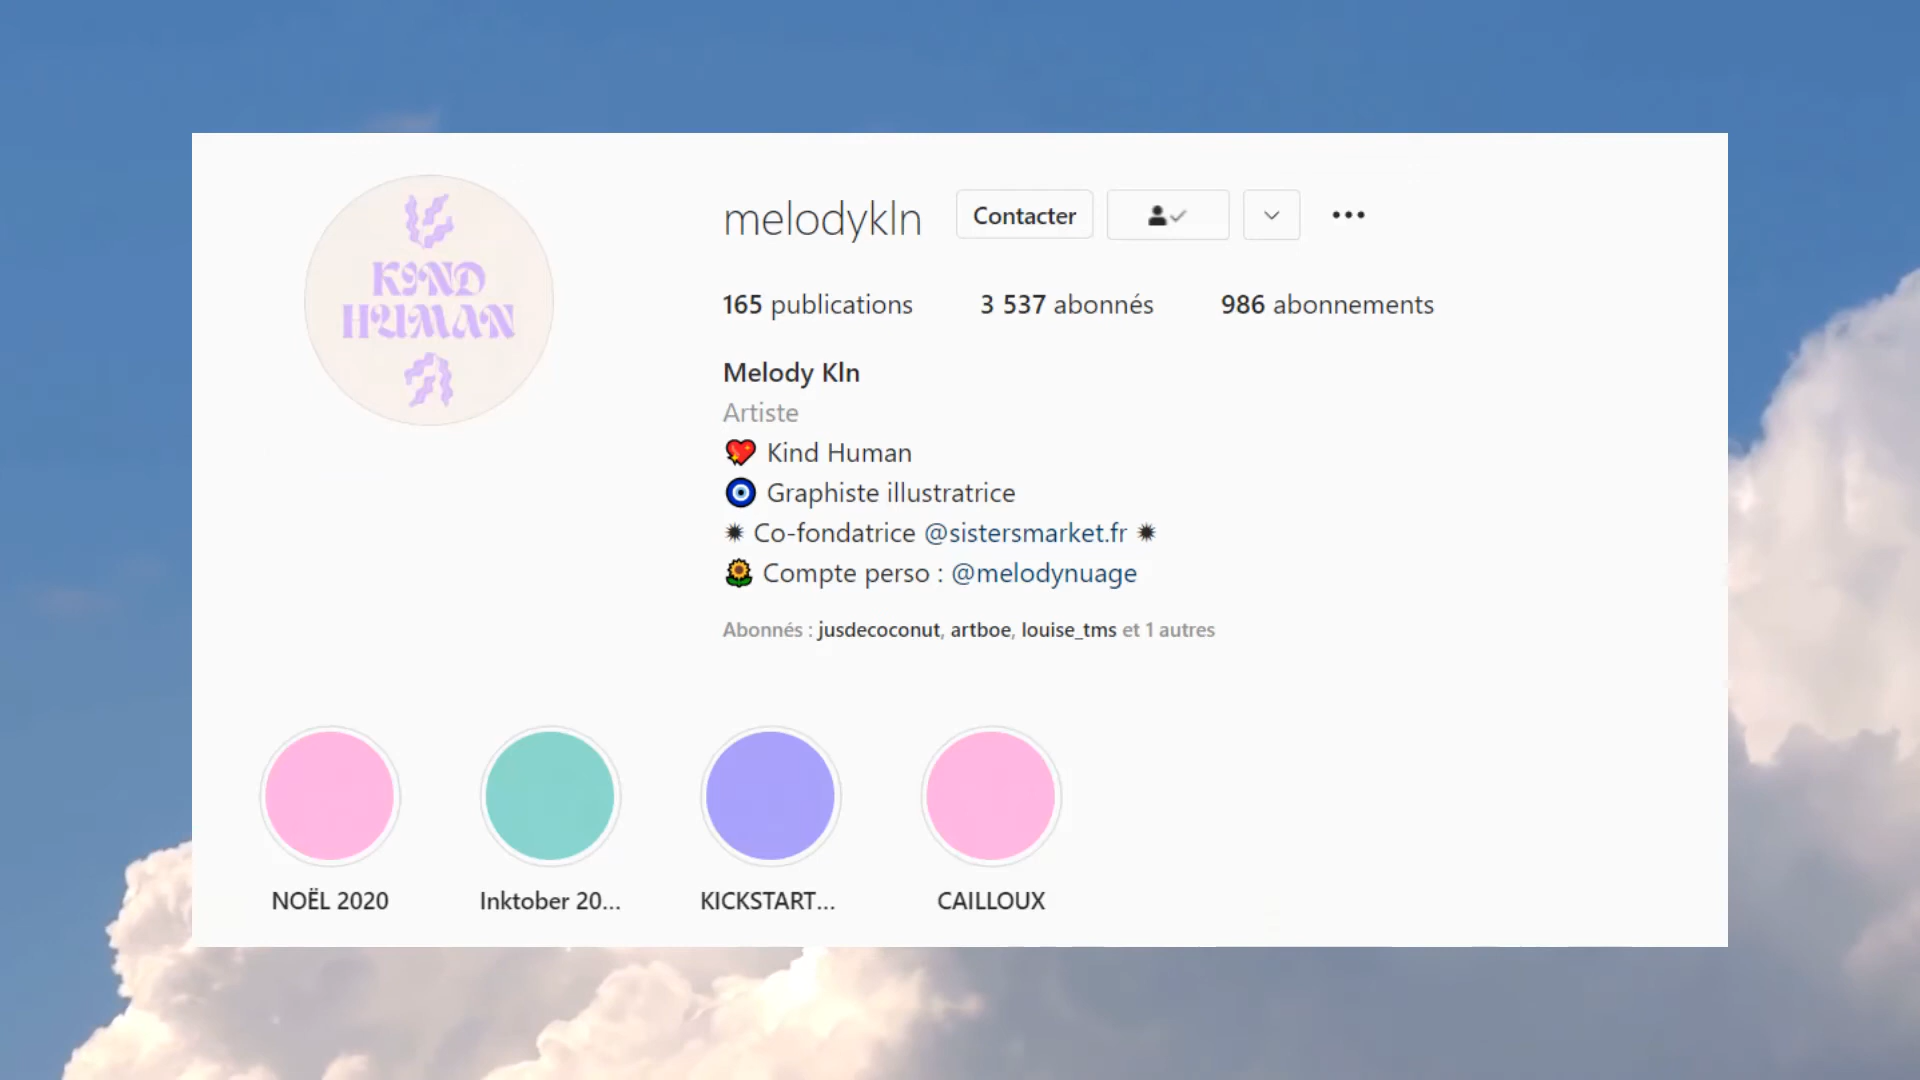 KIND
HUMAN
melodykln
Contacter
165 publications
3 537 abonnés
986 abonnements
Melody Kln
Artiste
💖 Kind Human
🧿 Graphiste illustratrice
✹ Co-fondatrice @sistersmarket.fr ✹
🌻 Compte perso : @melodynuage
Abonnés : jusdecoconut, artboe, louise_tms et 1 autres
NOËL 2020
Inktober 20...
KICKSTART...
CAILLOUX